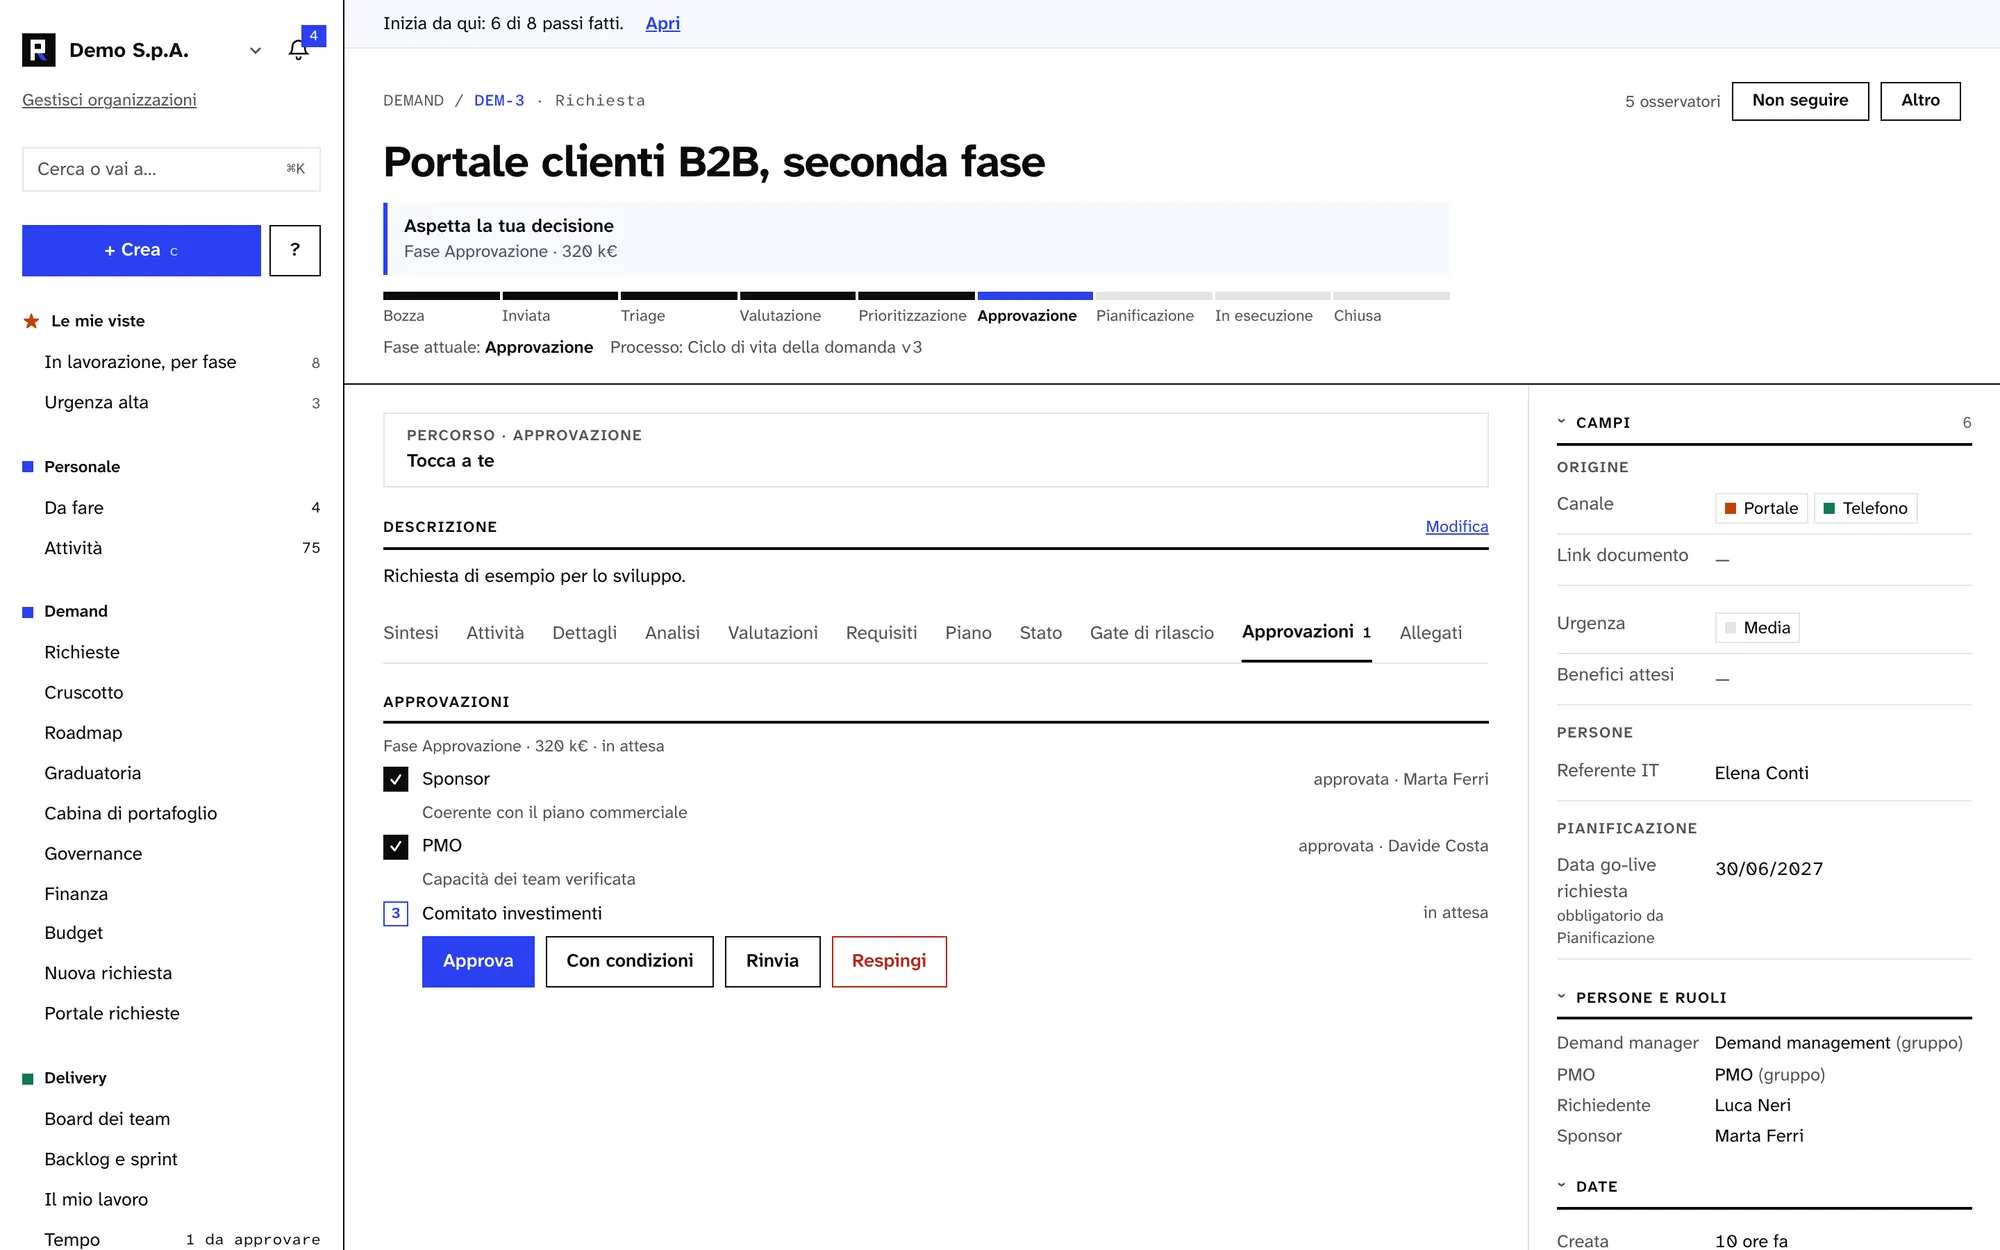 Demo S.p.A.
4
Gestisci organizzazioni
Cerca o vai a... ⌘K
+ Crea c
?
Le mie viste
In lavorazione, per fase 8
Urgenza alta 3
Personale
Da fare 4
Attività 75
Demand
Richieste
Cruscotto
Roadmap
Graduatoria
Cabina di portafoglio
Governance
Finanza
Budget
Nuova richiesta
Portale richieste
Delivery
Board dei team
Backlog e sprint
Il mio lavoro
Tempo 1 da approvare
Inizia da qui: 6 di 8 passi fatti. Apri
DEMAND / DEM-3 · Richiesta
5 osservatori Non seguire Altro
Portale clienti B2B, seconda fase
Aspetta la tua decisione
Fase Approvazione · 320 k€
Bozza Inviata Triage Valutazione Prioritizzazione Approvazione Pianificazione In esecuzione Chiusa
Fase attuale: Approvazione Processo: Ciclo di vita della domanda v3
PERCORSO · APPROVAZIONE
Tocca a te
DESCRIZIONE Modifica
Richiesta di esempio per lo sviluppo.
Sintesi Attività Dettagli Analisi Valutazioni Requisiti Piano Stato Gate di rilascio Approvazioni 1 Allegati
APPROVAZIONI
Fase Approvazione · 320 k€ · in attesa
Sponsor approvata · Marta Ferri
Coerente con il piano commerciale
PMO approvata · Davide Costa
Capacità dei team verificata
3 Comitato investimenti in attesa
Approva Con condizioni Rinvia Respingi
CAMPI 6
ORIGINE
Canale Portale Telefono
Link documento —
Urgenza Media
Benefici attesi —
PERSONE
Referente IT Elena Conti
PIANIFICAZIONE
Data go-live richiesta 30/06/2027
obbligatorio da
Pianificazione
PERSONE E RUOLI
Demand manager Demand management (gruppo)
PMO PMO (gruppo)
Richiedente Luca Neri
Sponsor Marta Ferri
DATE
Creata 10 ore fa